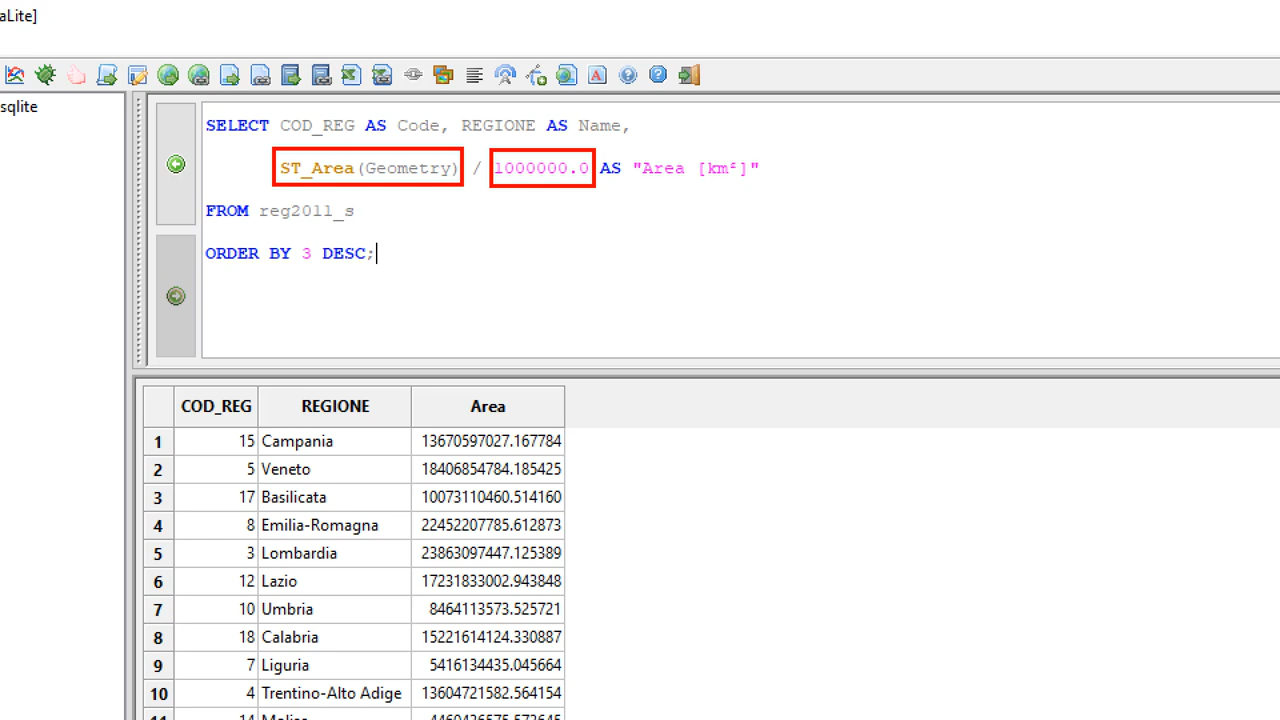 aLite]
sqlite
SELECT COD_REG AS Code, REGIONE AS Name,
ST_Area(Geometry) / 1000000.0 AS "Area [km²]"
FROM reg2011_s
ORDER BY 3 DESC;
COD_REG REGIONE Area
1 15 Campania 13670597027.167784
2 5 Veneto 18406854784.185425
3 17 Basilicata 10073110460.514160
4 8 Emilia-Romagna 22452207785.612873
5 3 Lombardia 23863097447.125389
6 12 Lazio 17231833002.943848
7 10 Umbria 8464113573.525721
8 18 Calabria 15221614124.330887
9 7 Liguria 5416134435.045664
10 4 Trentino-Alto Adige 13604721582.564154
11 14 Molise